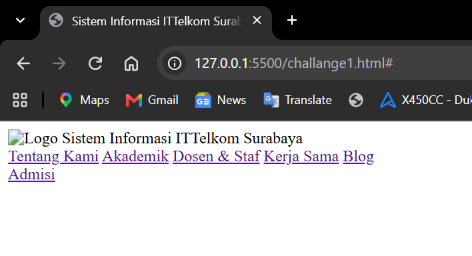 Sistem Informasi ITTelkom Surab
127.0.0.1:5500/challange1.html#
Maps Gmail News Translate X450CC - Du
Logo Sistem Informasi ITTelkom Surabaya
Tentang Kami Akademik Dosen & Staf Kerja Sama Blog
Admisi